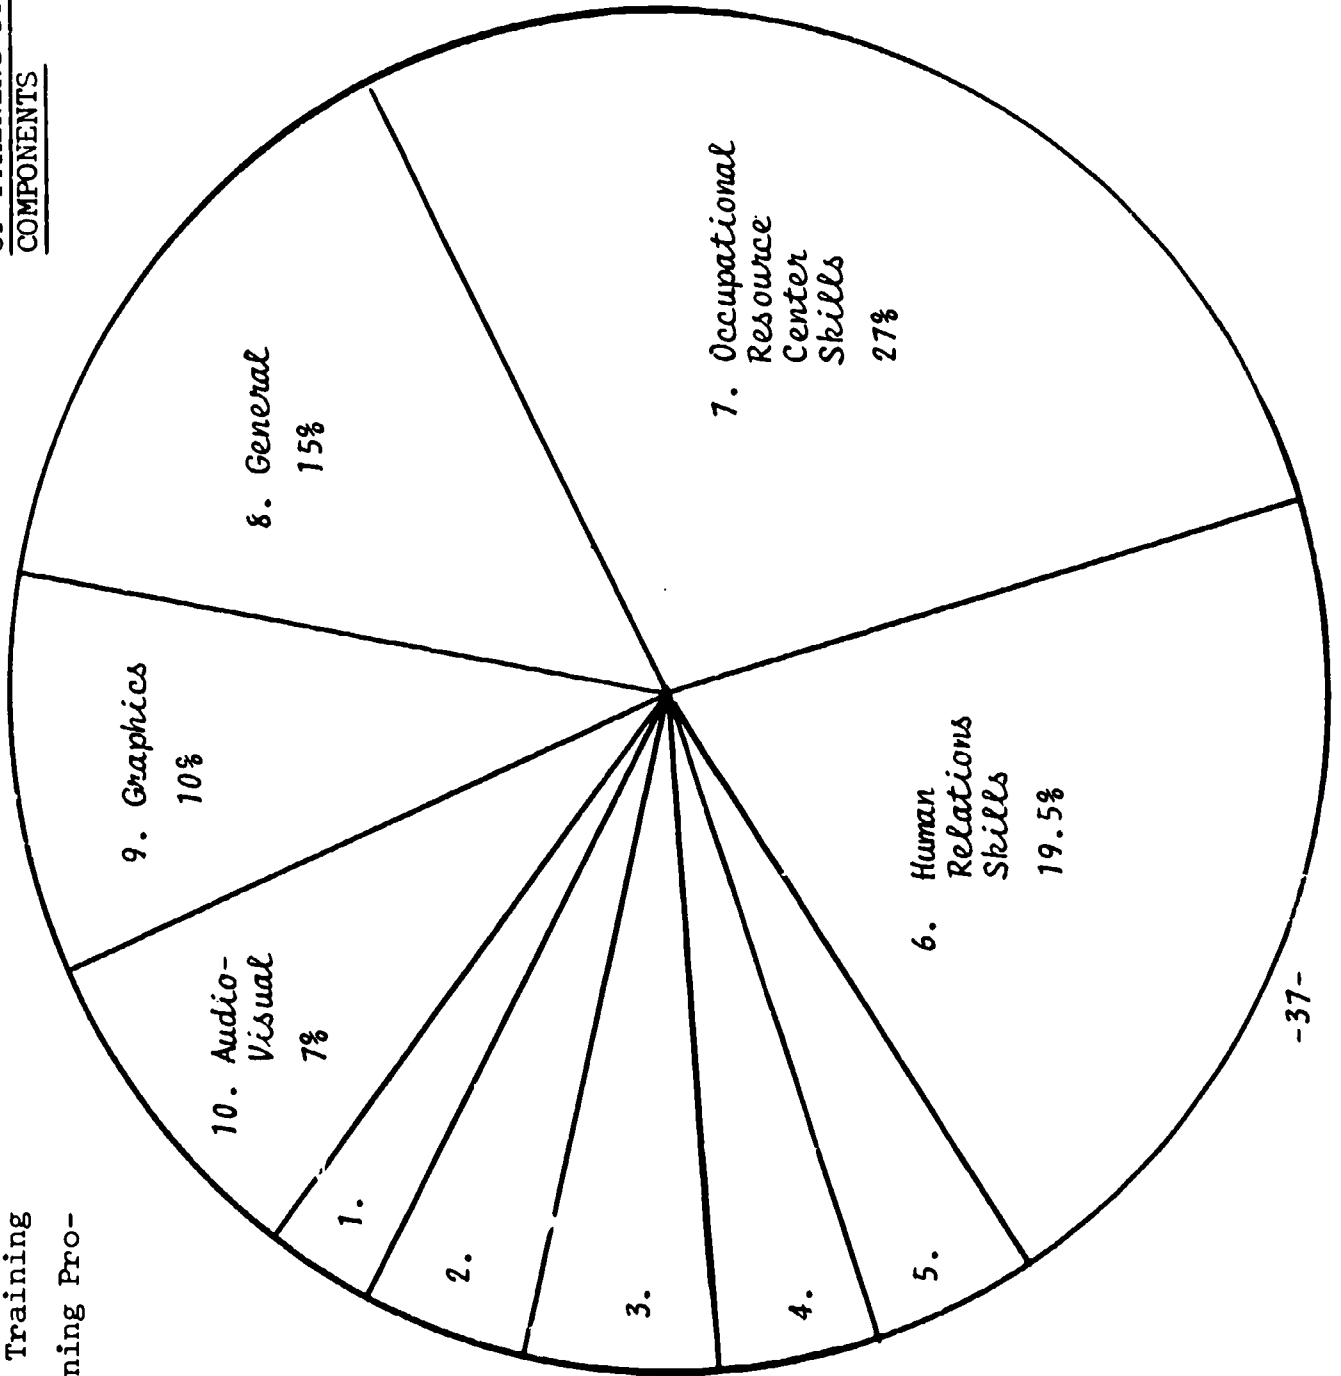 COMPONENTS
Training
ning Pro-
1.
2.
3.
4.
5.
6. Human
Relations
Skills
19.5%
7. Occupational
Resource
Center
Skills
27%
8. General
15%
9. Graphics
10%
10. Audio-
Visual
7%
-37-